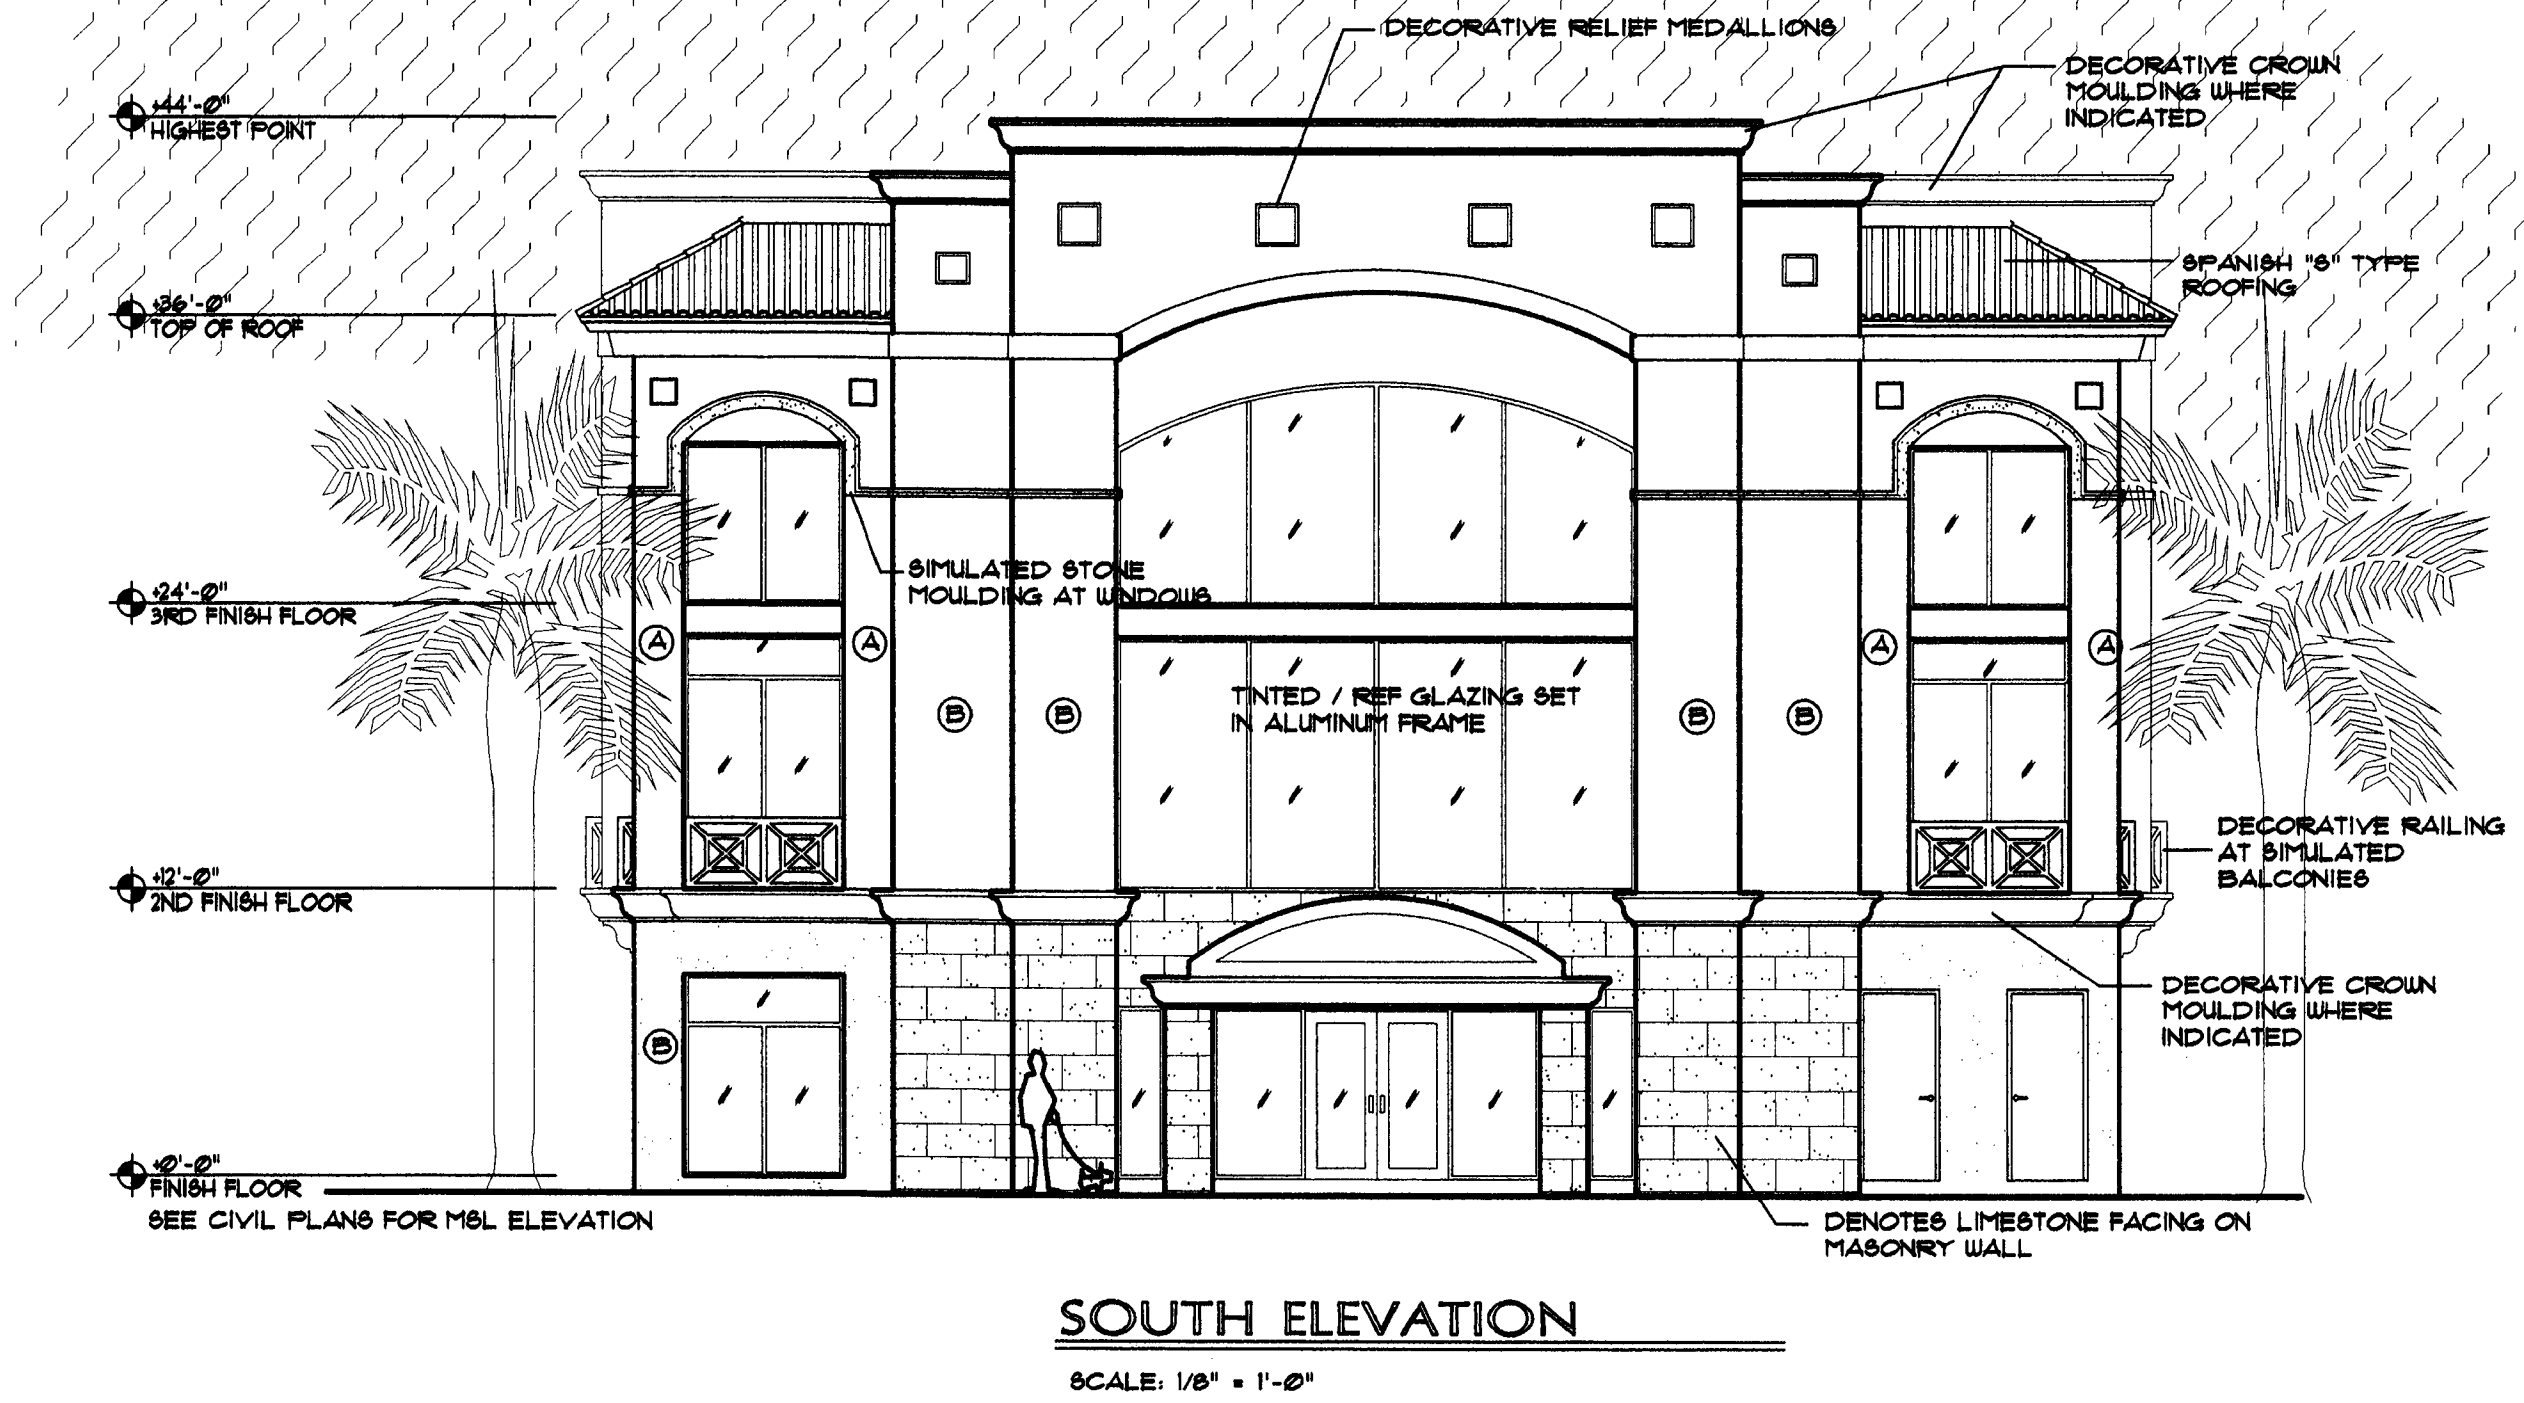 DECORATIVE RELIEF MEDALLIONS
DECORATIVE CROWN
MOULDING WHERE
INDICATED
+44'-0"
HIGHEST POINT
SPANISH "S" TYPE
ROOFING
+36'-0"
TOP OF ROOF
SIMULATED STONE
MOULDING AT WINDOWS
+24'-0"
3RD FINISH FLOOR
A
A
A
A
B
B
B
B
TINTED / REF GLAZING SET
IN ALUMINUM FRAME
DECORATIVE RAILING
AT SIMULATED
BALCONIES
+12'-0"
2ND FINISH FLOOR
DECORATIVE CROWN
MOULDING WHERE
INDICATED
B
+0'-0"
FINISH FLOOR
SEE CIVIL PLANS FOR MSL ELEVATION
DENOTES LIMESTONE FACING ON
MASONRY WALL
SOUTH ELEVATION
SCALE: 1/8" = 1'-0"